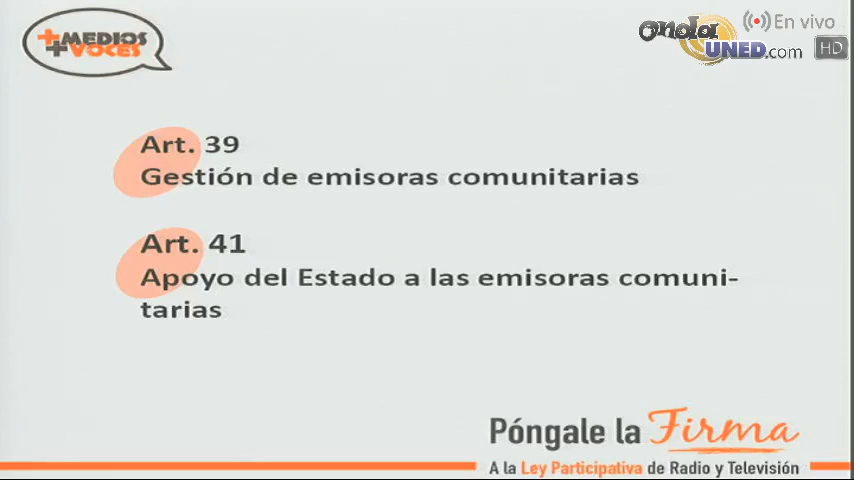 +MEDIOS
+VOCES
onda
UNED.com
En vivo
HD
Art. 39
Gestión de emisoras comunitarias
Art. 41
Apoyo del Estado a las emisoras comuni-
tarias
Póngale la Firma
A la Ley Participativa de Radio y Televisión